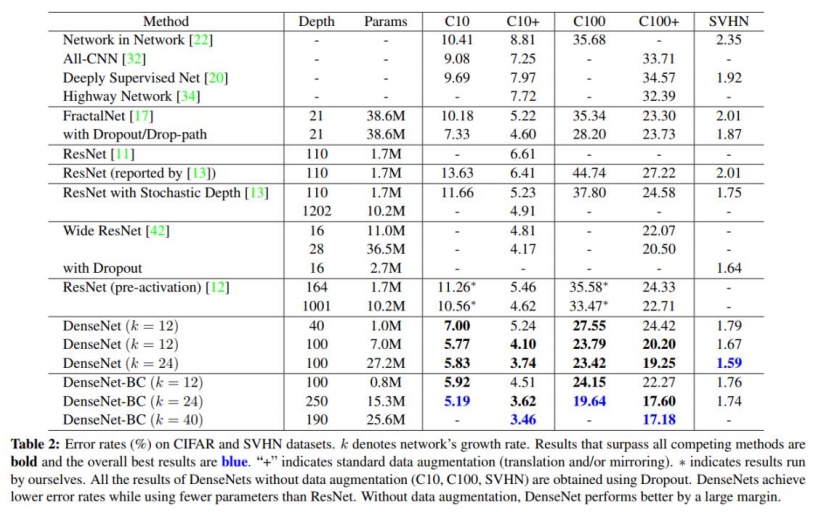 Method Depth Params C10 C10+ C100 C100+ SVHN
Network in Network [22] - - 10.41 8.81 35.68 - 2.35
All-CNN [32] - - 9.08 7.25 - 33.71 -
Deeply Supervised Net [20] - - 9.69 7.97 - 34.57 1.92
Highway Network [34] - - - 7.72 - 32.39 -
FractalNet [17] 21 38.6M 10.18 5.22 35.34 23.30 2.01
with Dropout/Drop-path 21 38.6M 7.33 4.60 28.20 23.73 1.87
ResNet [11] 110 1.7M - 6.61 - - -
ResNet (reported by [13]) 110 1.7M 13.63 6.41 44.74 27.22 2.01
ResNet with Stochastic Depth [13] 110 1.7M 11.66 5.23 37.80 24.58 1.75
1202 10.2M - 4.91 - - -
Wide ResNet [42] 16 11.0M - 4.81 - 22.07 -
28 36.5M - 4.17 - 20.50 -
with Dropout 16 2.7M - - - - 1.64
ResNet (pre-activation) [12] 164 1.7M 11.26* 5.46 35.58* 24.33 -
1001 10.2M 10.56* 4.62 33.47* 22.71 -
DenseNet (k = 12) 40 1.0M 7.00 5.24 27.55 24.42 1.79
DenseNet (k = 12) 100 7.0M 5.77 4.10 23.79 20.20 1.67
DenseNet (k = 24) 100 27.2M 5.83 3.74 23.42 19.25 1.59
DenseNet-BC (k = 12) 100 0.8M 5.92 4.51 24.15 22.27 1.76
DenseNet-BC (k = 24) 250 15.3M 5.19 3.62 19.64 17.60 1.74
DenseNet-BC (k = 40) 190 25.6M - 3.46 - 17.18 -
Table 2: Error rates (%) on CIFAR and SVHN datasets. k denotes network's growth rate. Results that surpass all competing methods are
bold and the overall best results are blue. “+” indicates standard data augmentation (translation and/or mirroring). * indicates results run
by ourselves. All the results of DenseNets without data augmentation (C10, C100, SVHN) are obtained using Dropout. DenseNets achieve
lower error rates while using fewer parameters than ResNet. Without data augmentation, DenseNet performs better by a large margin.